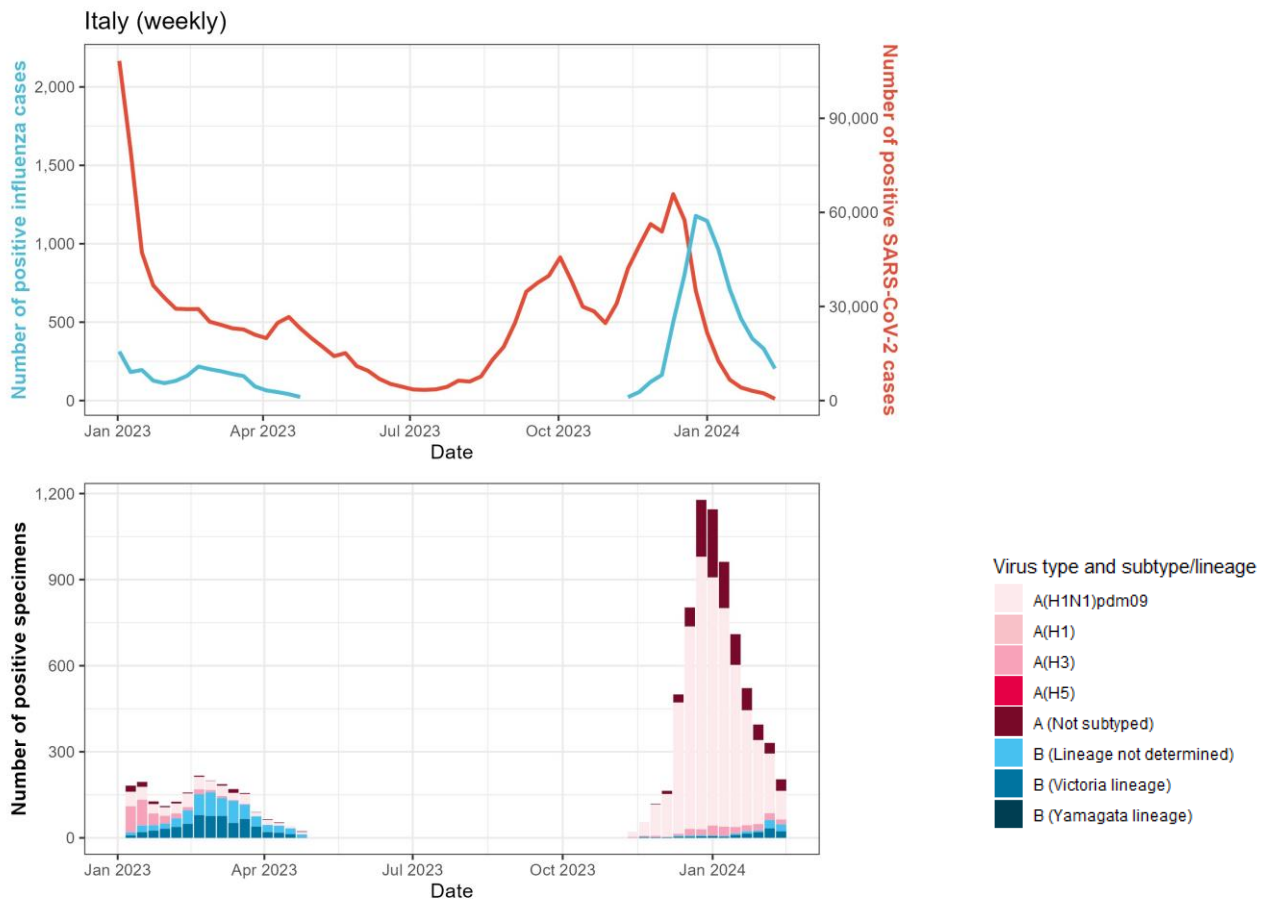 Italy (weekly)
Number of positive influenza cases
2,000
1,500
1,000
500
0
90,000
60,000
30,000
0
Number of positive SARS-CoV-2 cases
Jan 2023
Apr 2023
Jul 2023
Oct 2023
Jan 2024
Date
Number of positive specimens
1,200
900
600
300
0
Jan 2023
Apr 2023
Jul 2023
Oct 2023
Jan 2024
Date
Virus type and subtype/lineage
A(H1N1)pdm09
A(H1)
A(H3)
A(H5)
A (Not subtyped)
B (Lineage not determined)
B (Victoria lineage)
B (Yamagata lineage)